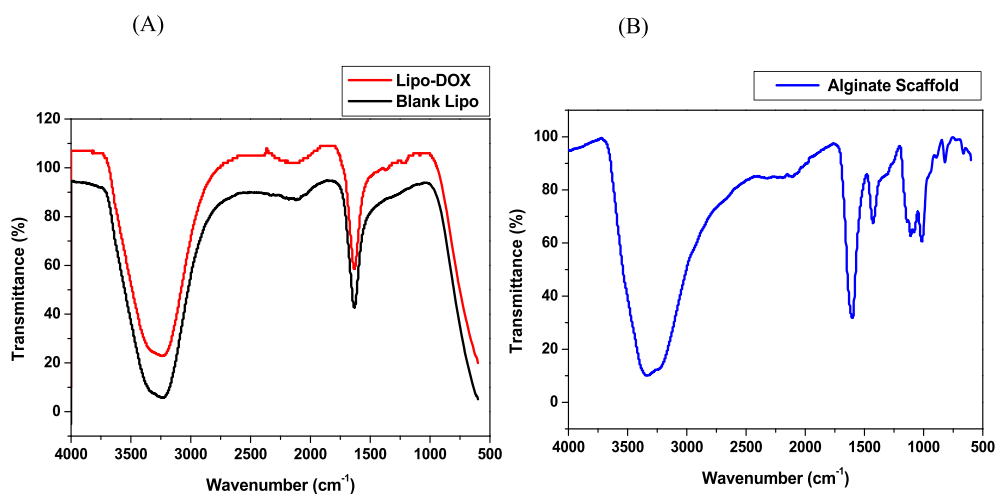 (A)
(B)
Lipo-DOX
Blank Lipo
Alginate Scaffold
120
100
80
60
40
20
0
Transmittance (%)
4000 3500 3000 2500 2000 1500 1000 500
Wavenumber (cm⁻¹)
100
80
60
40
20
0
Transmittance (%)
4000 3500 3000 2500 2000 1500 1000 500
Wavenumber (cm⁻¹)